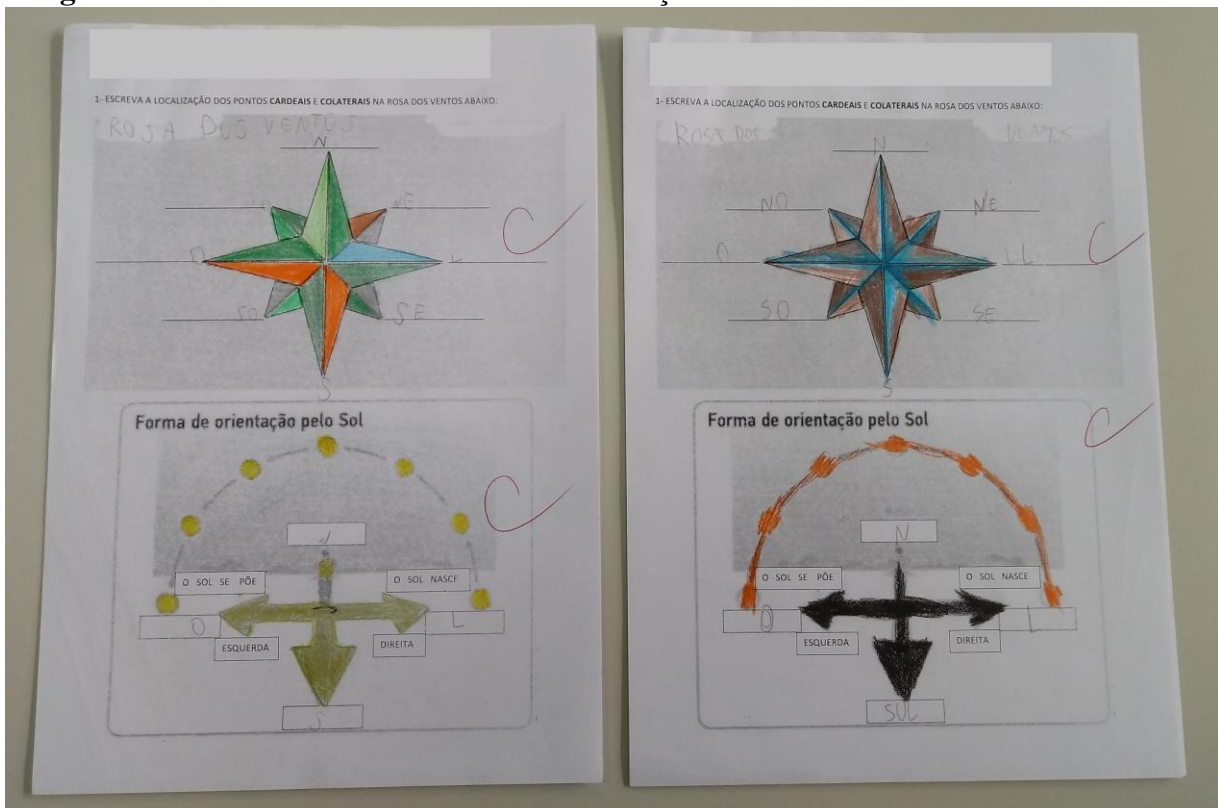 1- ESCREVA A LOCALIZAÇÃO DOS PONTOS CARDEAIS E COLATERAIS NA ROSA DOS VENTOS ABAIXO:
ROSA DOS VENTOS
N
NE
O
L
SO
SE
S
Forma de orientação pelo Sol
O SOL SE PÕE
O SOL NASCE
O
L
ESQUERDA
DIREITA
S
1- ESCREVA A LOCALIZAÇÃO DOS PONTOS CARDEAIS E COLATERAIS NA ROSA DOS VENTOS ABAIXO:
ROSA DOS VENTOS
N
NO
NE
O
L
SO
SE
S
Forma de orientação pelo Sol
N
O SOL SE PÕE
O SOL NASCE
O
L
ESQUERDA
DIREITA
SUL